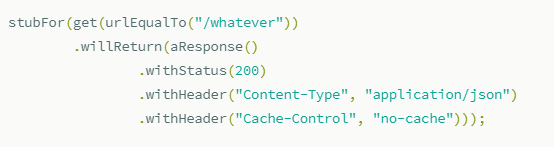 stubFor(get(urlEqualTo("/whatever"))
        .willReturn(aResponse()
                .withStatus(200)
                .withHeader("Content-Type", "application/json")
                .withHeader("Cache-Control", "no-cache")));